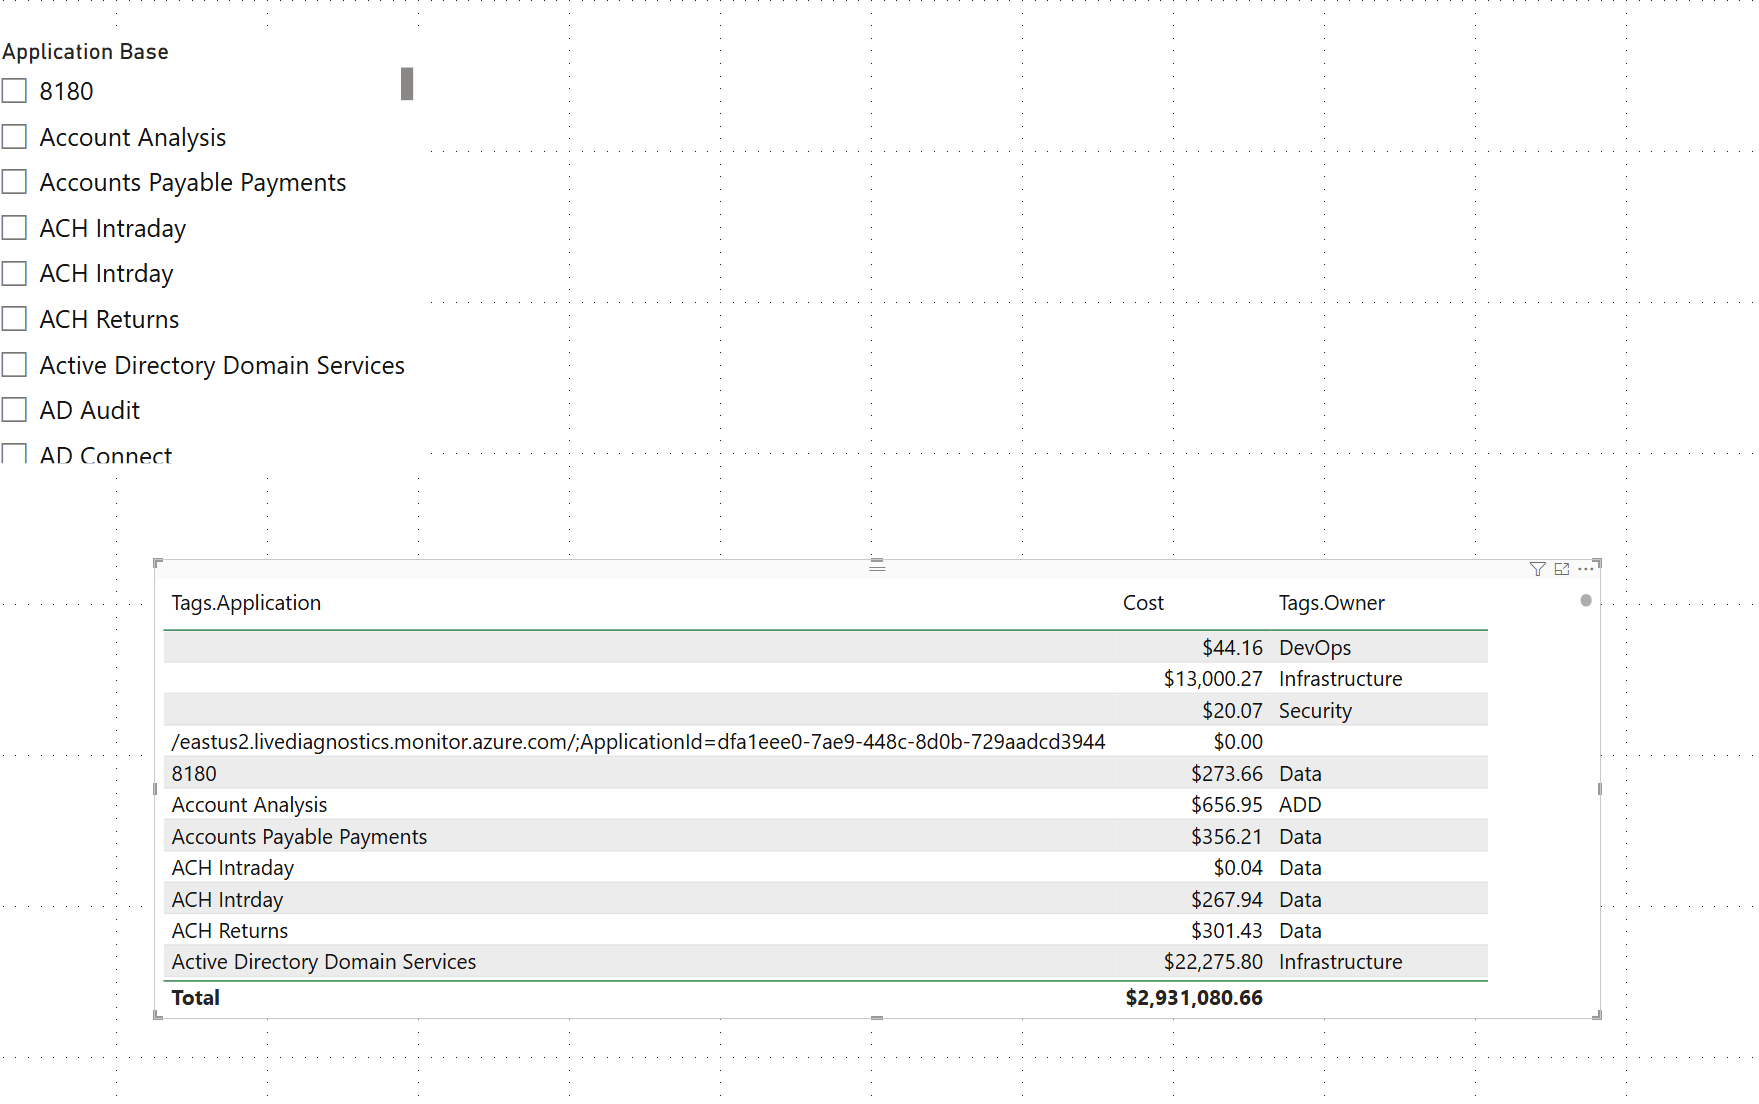 Application Base
8180
Account Analysis
Accounts Payable Payments
ACH Intraday
ACH Intrday
ACH Returns
Active Directory Domain Services
AD Audit
AD Connect
Tags.Application Cost Tags.Owner
$44.16 DevOps
$13,000.27 Infrastructure
$20.07 Security
/eastus2.livediagnostics.monitor.azure.com/;ApplicationId=dfa1eee0-7ae9-448c-8d0b-729aadcd3944 $0.00
8180 $273.66 Data
Account Analysis $656.95 ADD
Accounts Payable Payments $356.21 Data
ACH Intraday $0.04 Data
ACH Intrday $267.94 Data
ACH Returns $301.43 Data
Active Directory Domain Services $22,275.80 Infrastructure
Total $2,931,080.66